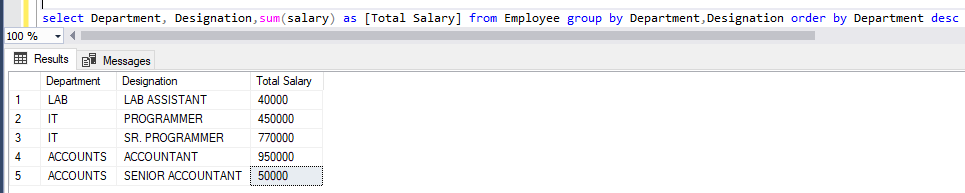 select Department, Designation,sum(salary) as [Total Salary] from Employee group by Department,Designation order by Department desc
100 %
Results Messages
Department Designation Total Salary
1 LAB LAB ASSISTANT 40000
2 IT PROGRAMMER 450000
3 IT SR. PROGRAMMER 770000
4 ACCOUNTS ACCOUNTANT 950000
5 ACCOUNTS SENIOR ACCOUNTANT 50000